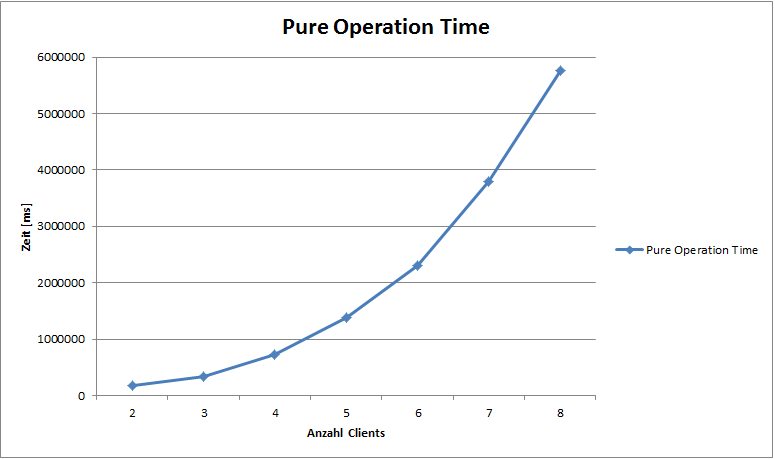 Pure Operation Time
6000000
5000000
4000000
3000000
2000000
1000000
0
Zeit [ms]
2 3 4 5 6 7 8
Anzahl Clients
Pure Operation Time